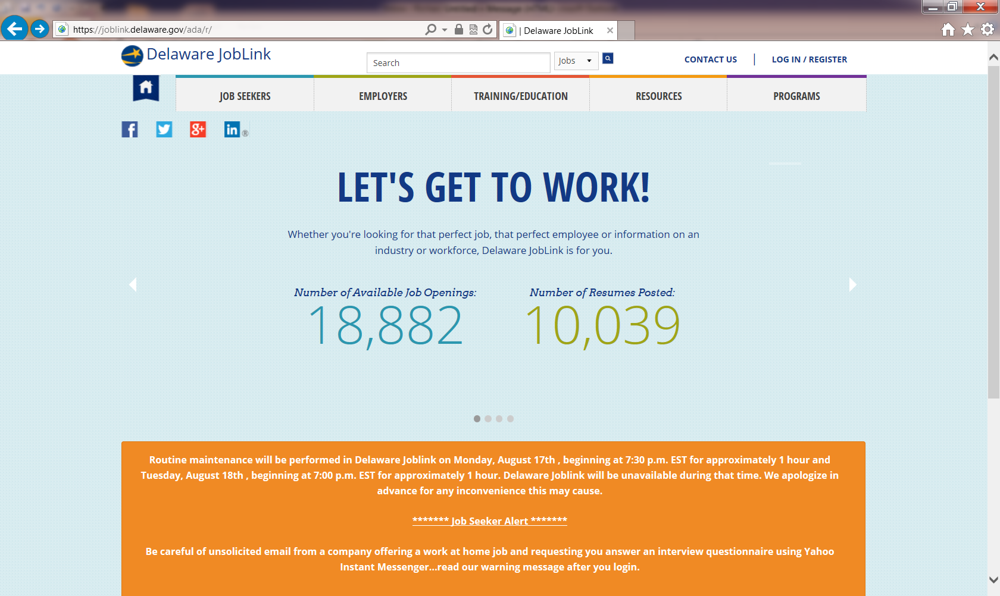 https://joblink.delaware.gov/ada/r/
| Delaware JobLink
Delaware JobLink
Search
Jobs
CONTACT US
LOG IN / REGISTER
JOB SEEKERS
EMPLOYERS
TRAINING/EDUCATION
RESOURCES
PROGRAMS
f
g+
in ®
LET'S GET TO WORK!
Whether you're looking for that perfect job, that perfect employee or information on an
industry or workforce, Delaware JobLink is for you.
Number of Available Job Openings:
18,882
Number of Resumes Posted:
10,039
Routine maintenance will be performed in Delaware Joblink on Monday, August 17th , beginning at 7:30 p.m. EST for approximately 1 hour and
Tuesday, August 18th , beginning at 7:00 p.m. EST for approximately 1 hour. Delaware Joblink will be unavailable during that time. We apologize in
advance for any inconvenience this may cause.
******* Job Seeker Alert *******
Be careful of unsolicited email from a company offering a work at home job and requesting you answer an interview questionnaire using Yahoo
Instant Messenger...read our warning message after you login.